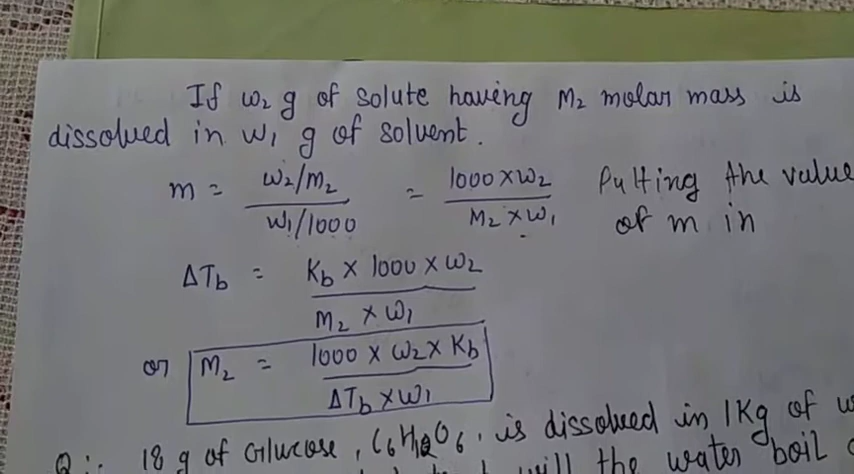 If w₂ g of solute having M₂ molar mass is
dissolved in w₁ g of solvent.
m = w₂/M₂ / w₁/1000 = 1000 × w₂ / M₂ × w₁ Putting the value
of m in
ΔTb = Kb × 1000 × w₂ / M₂ × w₁
or M₂ = 1000 × w₂ × Kb / ΔTb × w₁
Q:- 18 g of Glucose, C₆H₁₂O₆, is dissolved in 1Kg of
will the water boil